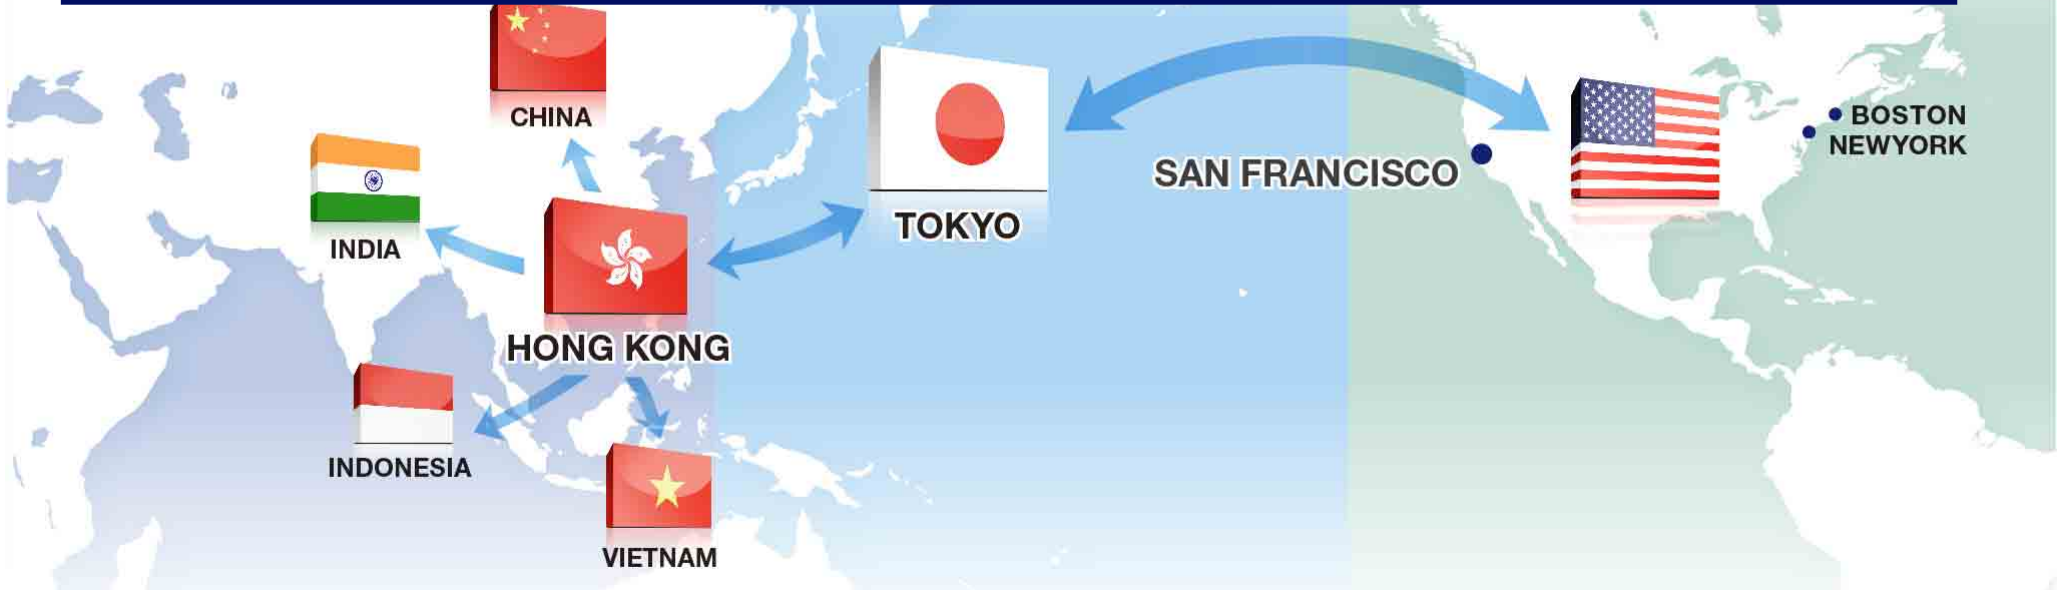 CHINA
BOSTON
NEWYORK
SAN FRANCISCO
TOKYO
INDIA
HONG KONG
INDONESIA
VIETNAM